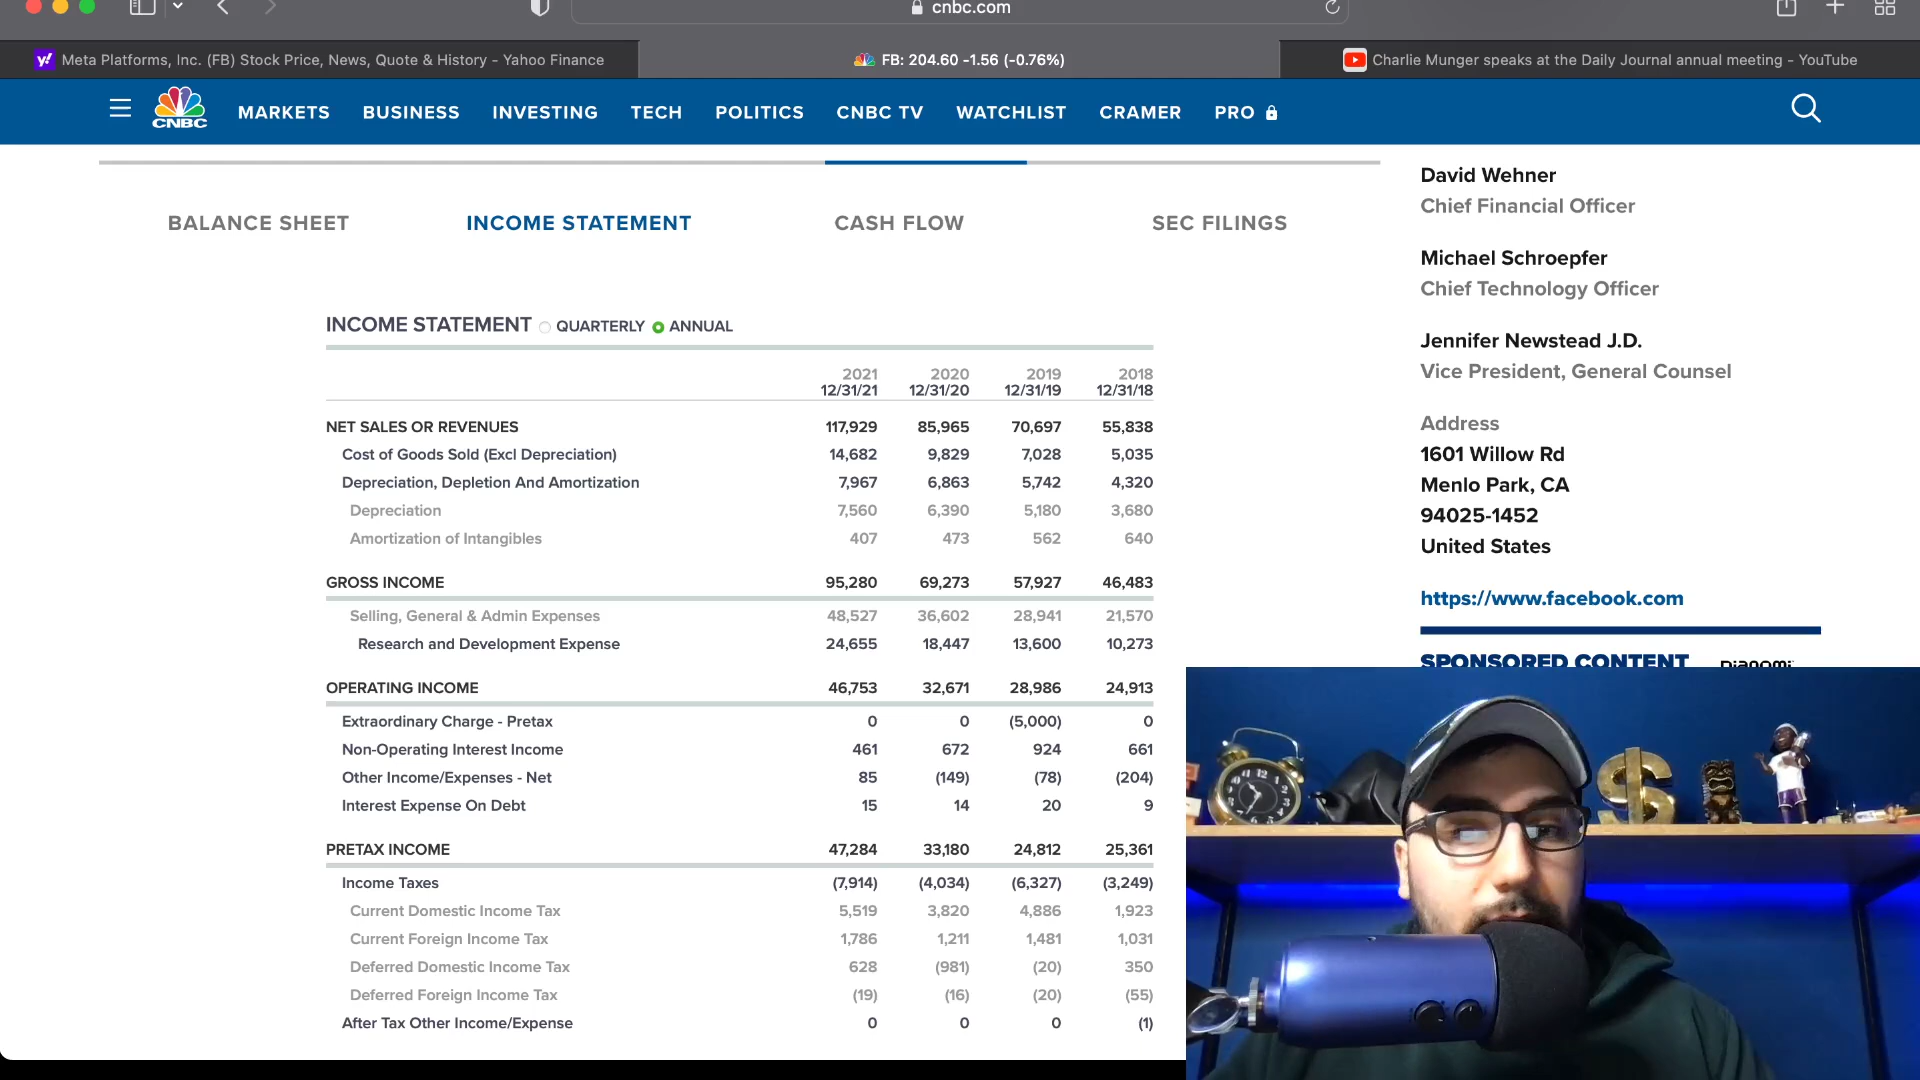 cnbc.com
Meta Platforms, Inc. (FB) Stock Price, News, Quote & History - Yahoo Finance
FB: 204.60 -1.56 (-0.76%)
Charlie Munger speaks at the Daily Journal annual meeting - YouTube
CNBC MARKETS BUSINESS INVESTING TECH POLITICS CNBC TV WATCHLIST CRAMER PRO
BALANCE SHEET INCOME STATEMENT CASH FLOW SEC FILINGS
INCOME STATEMENT QUARTERLY ANNUAL
2021 2020 2019 2018
12/31/21 12/31/20 12/31/19 12/31/18
NET SALES OR REVENUES 117,929 85,965 70,697 55,838
Cost of Goods Sold (Excl Depreciation) 14,682 9,829 7,028 5,035
Depreciation, Depletion And Amortization 7,967 6,863 5,742 4,320
Depreciation 7,560 6,390 5,180 3,680
Amortization of Intangibles 407 473 562 640
GROSS INCOME 95,280 69,273 57,927 46,483
Selling, General & Admin Expenses 48,527 36,602 28,941 21,570
Research and Development Expense 24,655 18,447 13,600 10,273
OPERATING INCOME 46,753 32,671 28,986 24,913
Extraordinary Charge - Pretax 0 0 (5,000) 0
Non-Operating Interest Income 461 672 924 661
Other Income/Expenses - Net 85 (149) (78) (204)
Interest Expense On Debt 15 14 20 9
PRETAX INCOME 47,284 33,180 24,812 25,361
Income Taxes (7,914) (4,034) (6,327) (3,249)
Current Domestic Income Tax 5,519 3,820 4,886 1,923
Current Foreign Income Tax 1,786 1,211 1,481 1,031
Deferred Domestic Income Tax 628 (981) (20) 350
Deferred Foreign Income Tax (19) (16) (20) (55)
After Tax Other Income/Expense 0 0 0 (1)
David Wehner
Chief Financial Officer
Michael Schroepfer
Chief Technology Officer
Jennifer Newstead J.D.
Vice President, General Counsel
Address
1601 Willow Rd
Menlo Park, CA
94025-1452
United States
https://www.facebook.com
SPONSORED CONTENT Dianomi